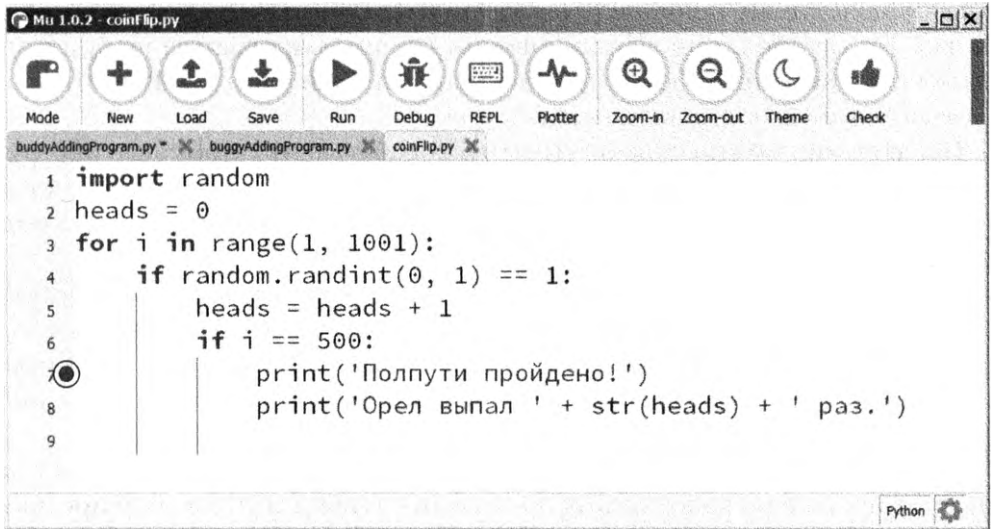 Mu 1.0.2 - coinFlip.py
Mode New Load Save Run Debug REPL Plotter Zoom-in Zoom-out Theme Check
buddyAddingProgram.py * buggyAddingProgram.py coinFlip.py
1 import random
2 heads = 0
3 for i in range(1, 1001):
4 if random.randint(0, 1) == 1:
5 heads = heads + 1
6 if i == 500:
7 print('Полпути пройдено!')
8 print('Орел выпал ' + str(heads) + ' раз.')
9
Python